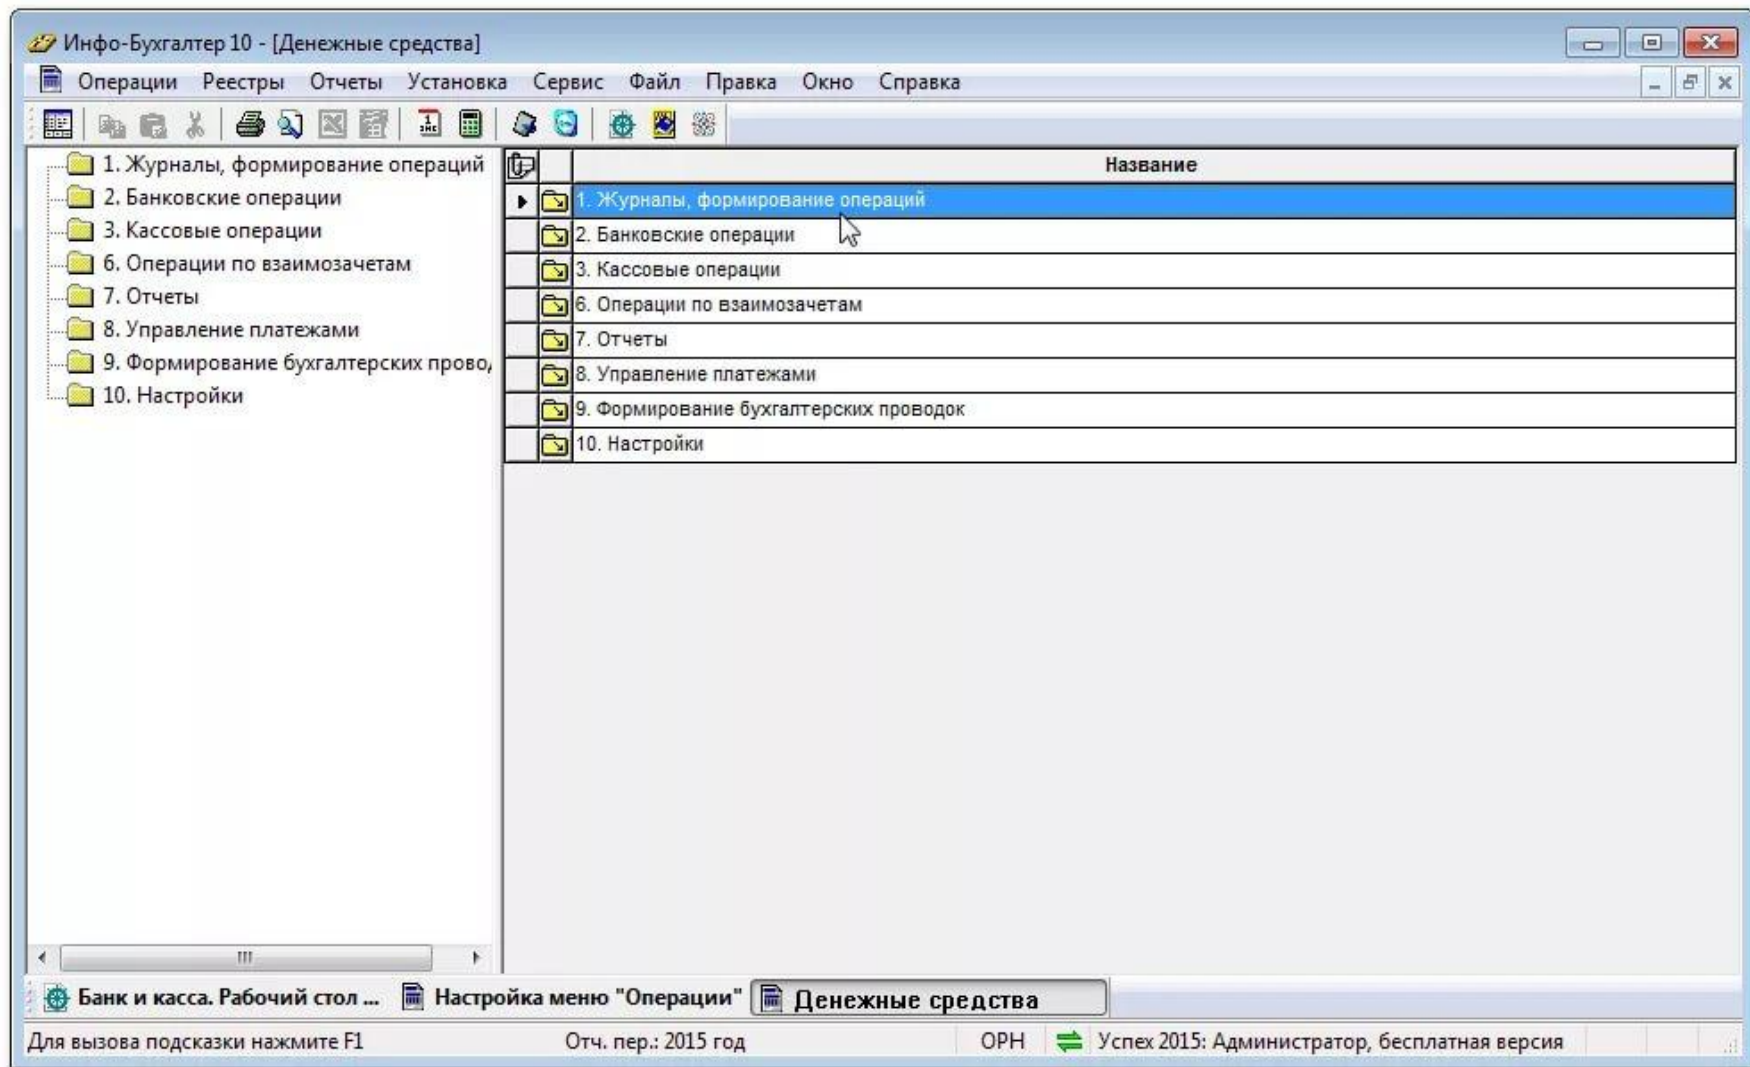 Инфо-Бухгалтер 10 - [Денежные средства]
Операции Реестры Отчеты Установка Сервис Файл Правка Окно Справка
1. Журналы, формирование операций
2. Банковские операции
3. Кассовые операции
6. Операции по взаимозачетам
7. Отчеты
8. Управление платежами
9. Формирование бухгалтерских прово
10. Настройки
Название
1. Журналы, формирование операций
2. Банковские операции
3. Кассовые операции
6. Операции по взаимозачетам
7. Отчеты
8. Управление платежами
9. Формирование бухгалтерских проводок
10. Настройки
Банк и касса. Рабочий стол ... Настройка меню "Операции" Денежные средства
Для вызова подсказки нажмите F1 Отч. пер.: 2015 год ОРН Успех 2015: Администратор, бесплатная версия